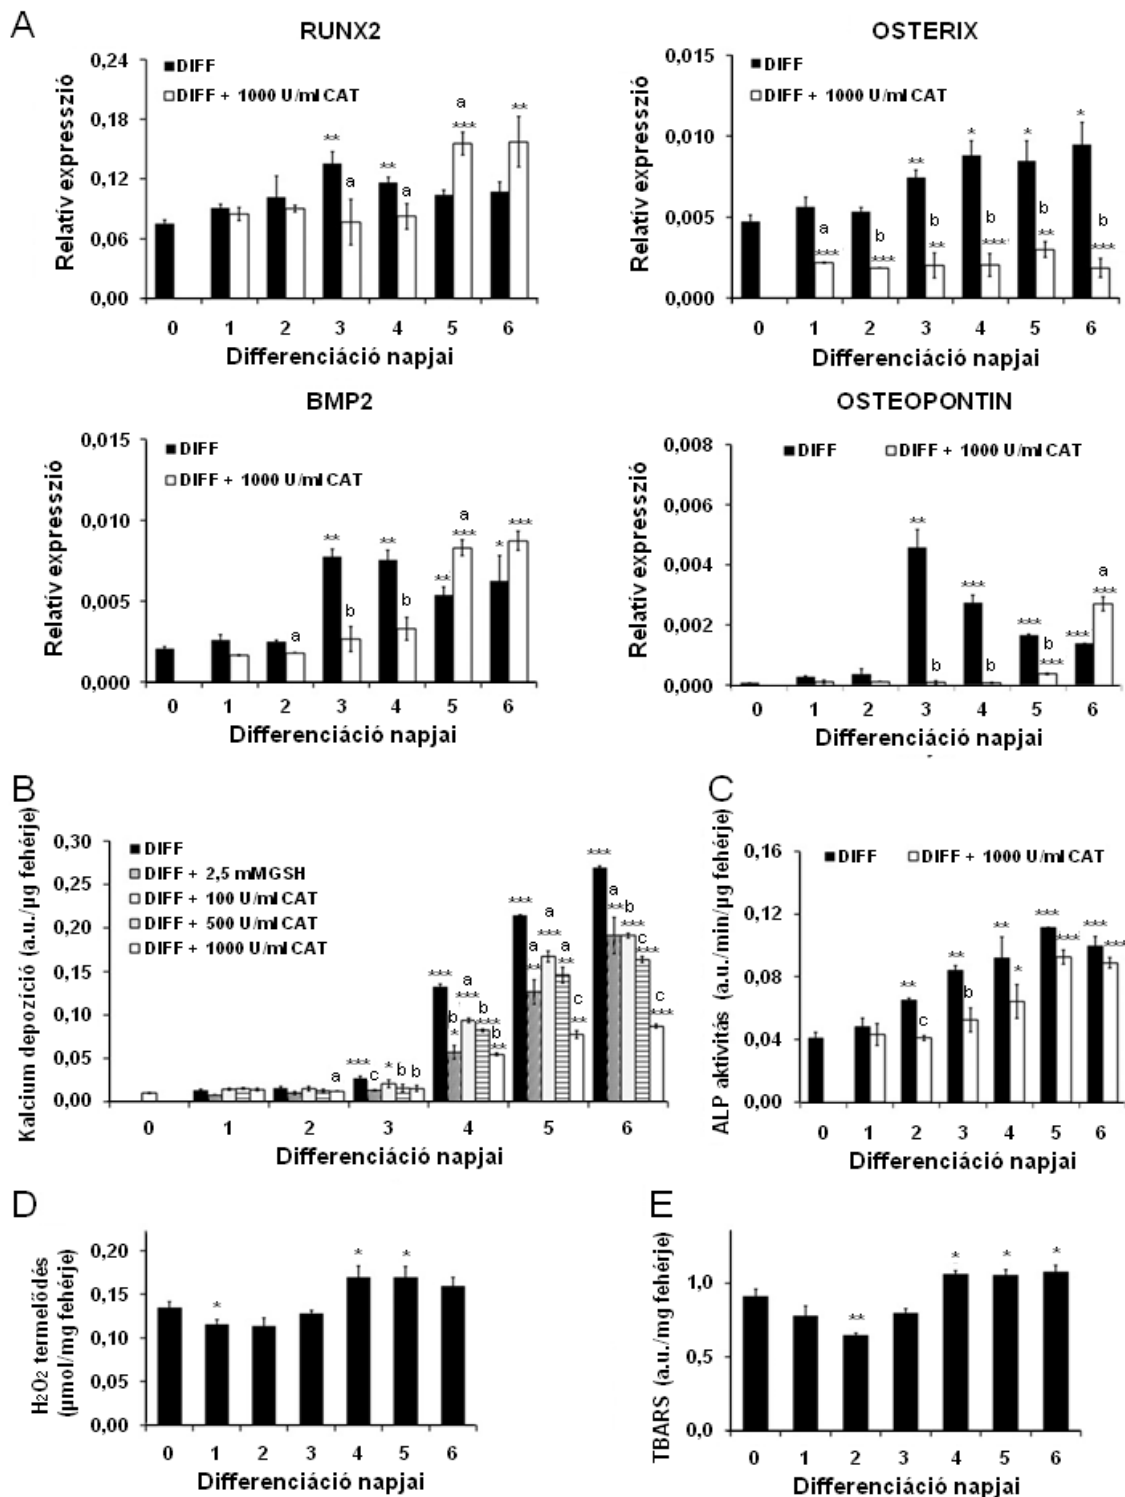 A
RUNX2
Relatív expresszió
0,24
0,18
0,12
0,06
0,00
DIFF
DIFF + 1000 U/ml CAT
** ** a *** **
a a
0 1 2 3 4 5 6
Differenciáció napjai
OSTERIX
Relatív expresszió
0,015
0,010
0,005
0,000
DIFF
DIFF + 1000 U/ml CAT
** * * *
a b b b b b
*** *** ** *** ** ***
0 1 2 3 4 5 6
Differenciáció napjai
BMP2
Relatív expresszió
0,015
0,010
0,005
0,000
DIFF
DIFF + 1000 U/ml CAT
** ** ** a *** * ***
a b b
0 1 2 3 4 5 6
Differenciáció napjai
OSTEOPONTIN
Relatív expresszió
0,008
0,006
0,004
0,002
0,000
DIFF
DIFF + 1000 U/ml CAT
** *** *** *** a ***
b b b ***
0 1 2 3 4 5 6
Differenciáció napjai
B
Kalcium depozíció (a.u./µg fehérje)
0,30
0,25
0,20
0,15
0,10
0,05
0,00
DIFF
DIFF + 2,5 mM GSH
DIFF + 100 U/ml CAT
DIFF + 500 U/ml CAT
DIFF + 1000 U/ml CAT
a
*** c * b b
*** b * a *** b *** b **
*** a ** a *** a ** c **
*** a ** b *** c *** c ***
0 1 2 3 4 5 6
Differenciáció napjai
C
ALP aktivitás (a.u./min/µg fehérje)
0,16
0,12
0,08
0,04
0,00
DIFF
DIFF + 1000 U/ml CAT
** c ** b ** * *** *** *** ***
0 1 2 3 4 5 6
Differenciáció napjai
D
H2O2 termelődés
(µmol/mg fehérje)
0,20
0,15
0,10
0,05
0,00
* * *
0 1 2 3 4 5 6
Differenciáció napjai
E
TBARS (a.u./mg fehérje)
1,0
0,5
0,0
** * * *
0 1 2 3 4 5 6
Differenciáció napjai